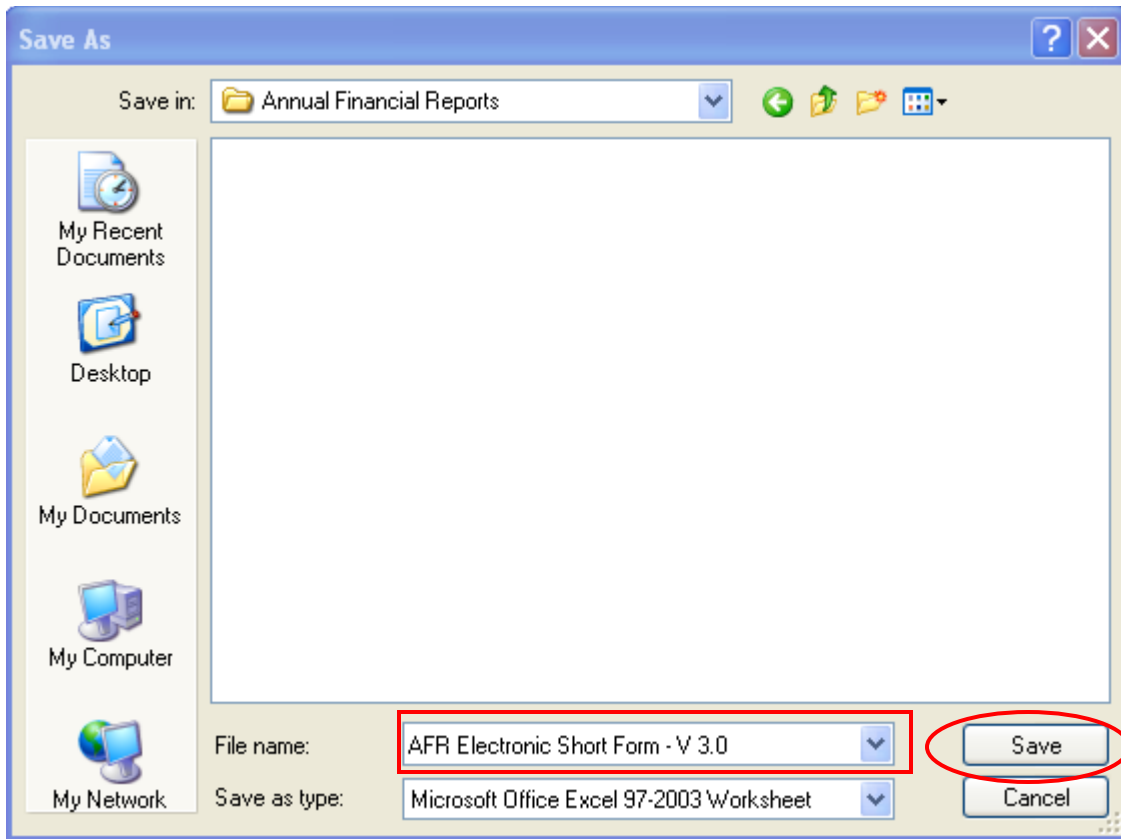 Save As
Save in: Annual Financial Reports
My Recent
Documents
Desktop
My Documents
My Computer
My Network
File name: AFR Electronic Short Form - V 3.0 Save
Save as type: Microsoft Office Excel 97-2003 Worksheet Cancel